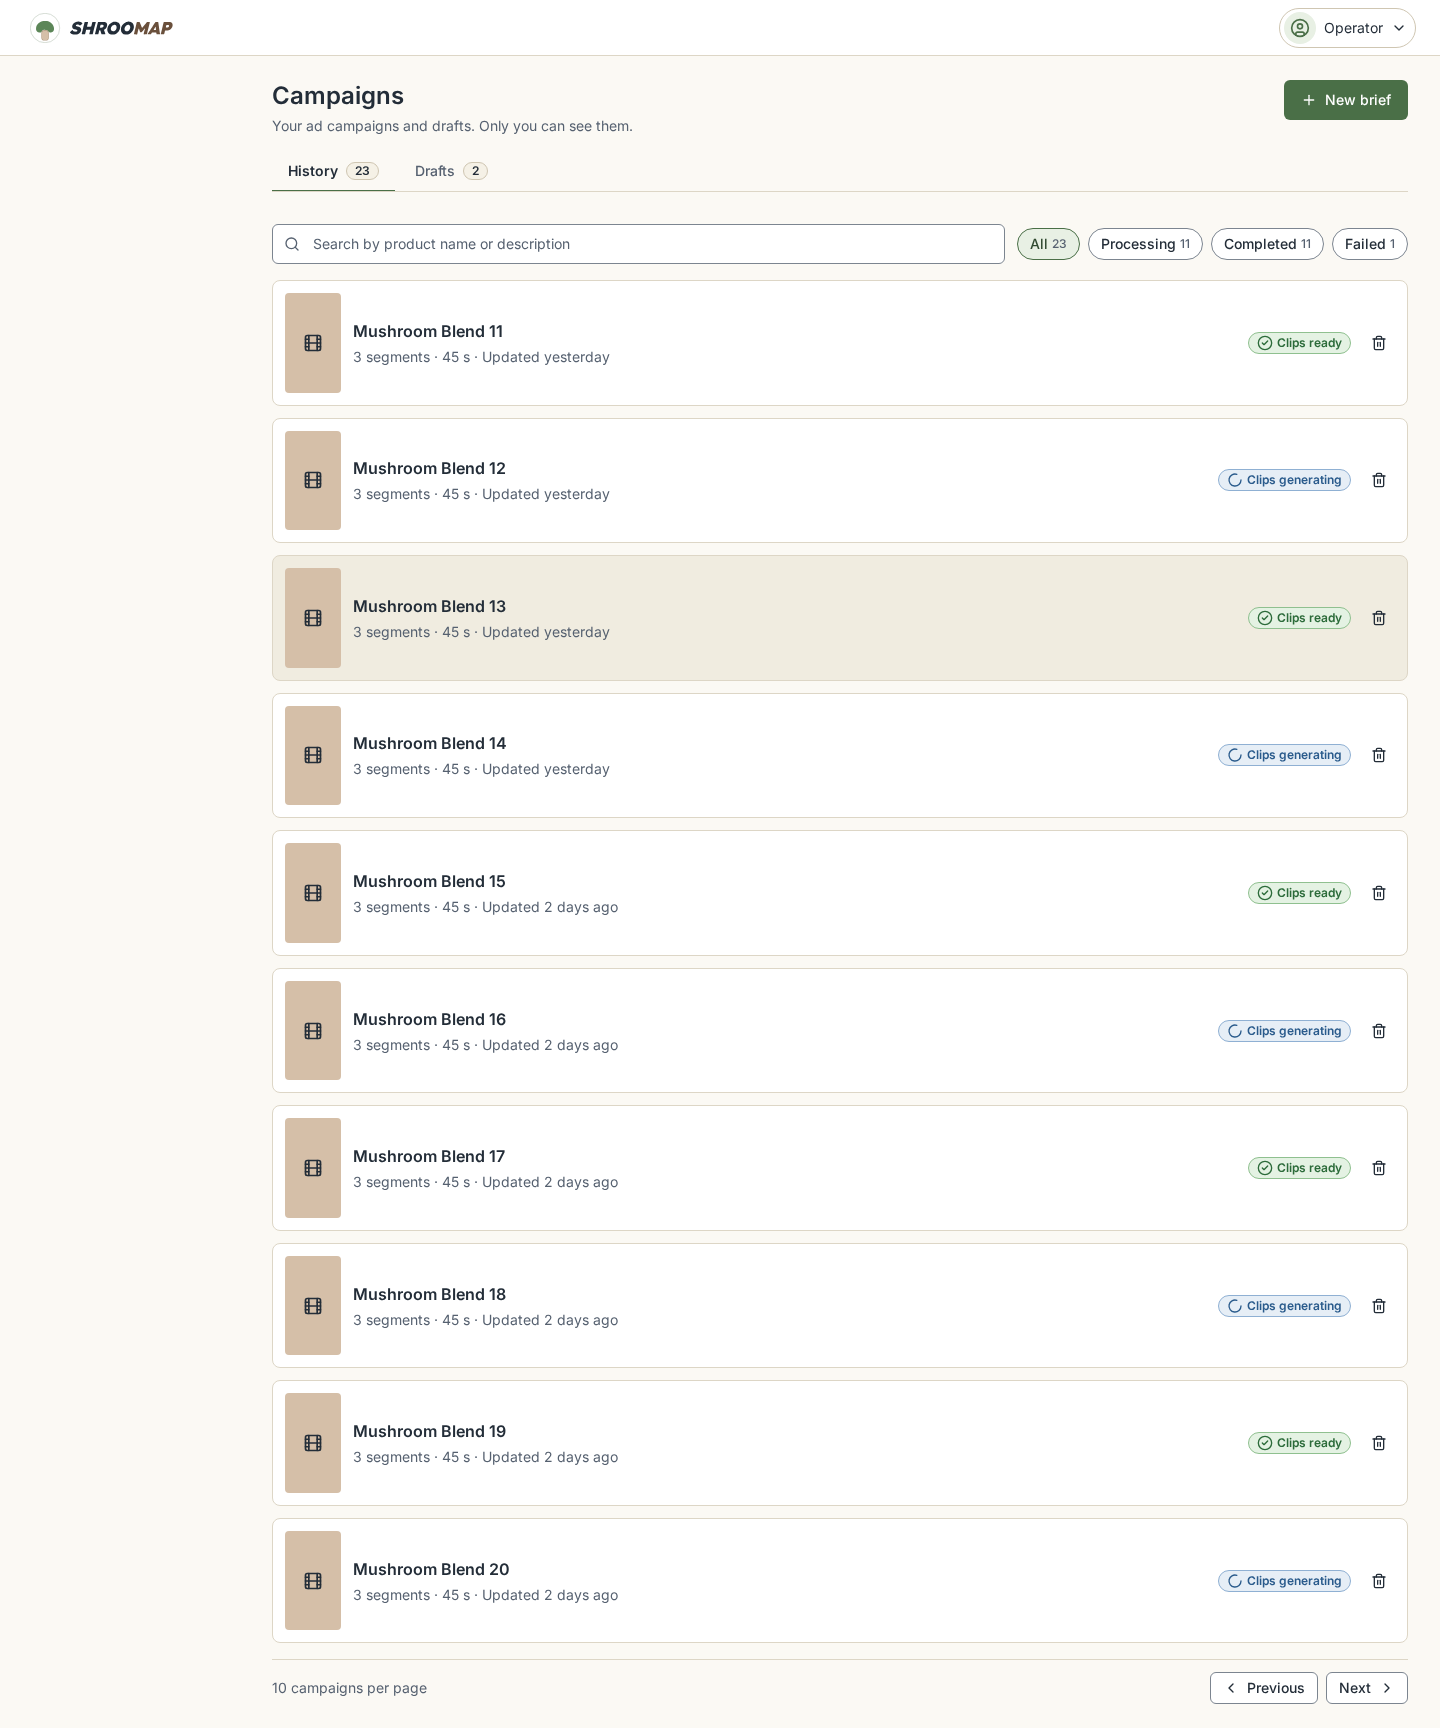 SHROOMAP
Operator
Campaigns
Your ad campaigns and drafts. Only you can see them.
New brief
History 23
Drafts 2
Search by product name or description
All 23
Processing 11
Completed 11
Failed 1
Mushroom Blend 11
3 segments · 45 s · Updated yesterday
Clips ready
Mushroom Blend 12
3 segments · 45 s · Updated yesterday
Clips generating
Mushroom Blend 13
3 segments · 45 s · Updated yesterday
Clips ready
Mushroom Blend 14
3 segments · 45 s · Updated yesterday
Clips generating
Mushroom Blend 15
3 segments · 45 s · Updated 2 days ago
Clips ready
Mushroom Blend 16
3 segments · 45 s · Updated 2 days ago
Clips generating
Mushroom Blend 17
3 segments · 45 s · Updated 2 days ago
Clips ready
Mushroom Blend 18
3 segments · 45 s · Updated 2 days ago
Clips generating
Mushroom Blend 19
3 segments · 45 s · Updated 2 days ago
Clips ready
Mushroom Blend 20
3 segments · 45 s · Updated 2 days ago
Clips generating
10 campaigns per page
Previous
Next